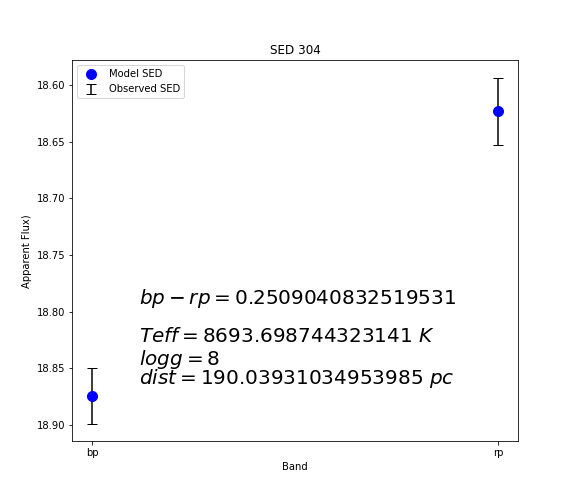 SED 304
Model SED
Observed SED
18.60
18.65
18.70
18.75
18.80
18.85
18.90
Apparent Flux)
bp − rp = 0.2509040832519531
Teff = 8693.698744323141 K
logg = 8
dist = 190.03931034953985 pc
bp
rp
Band